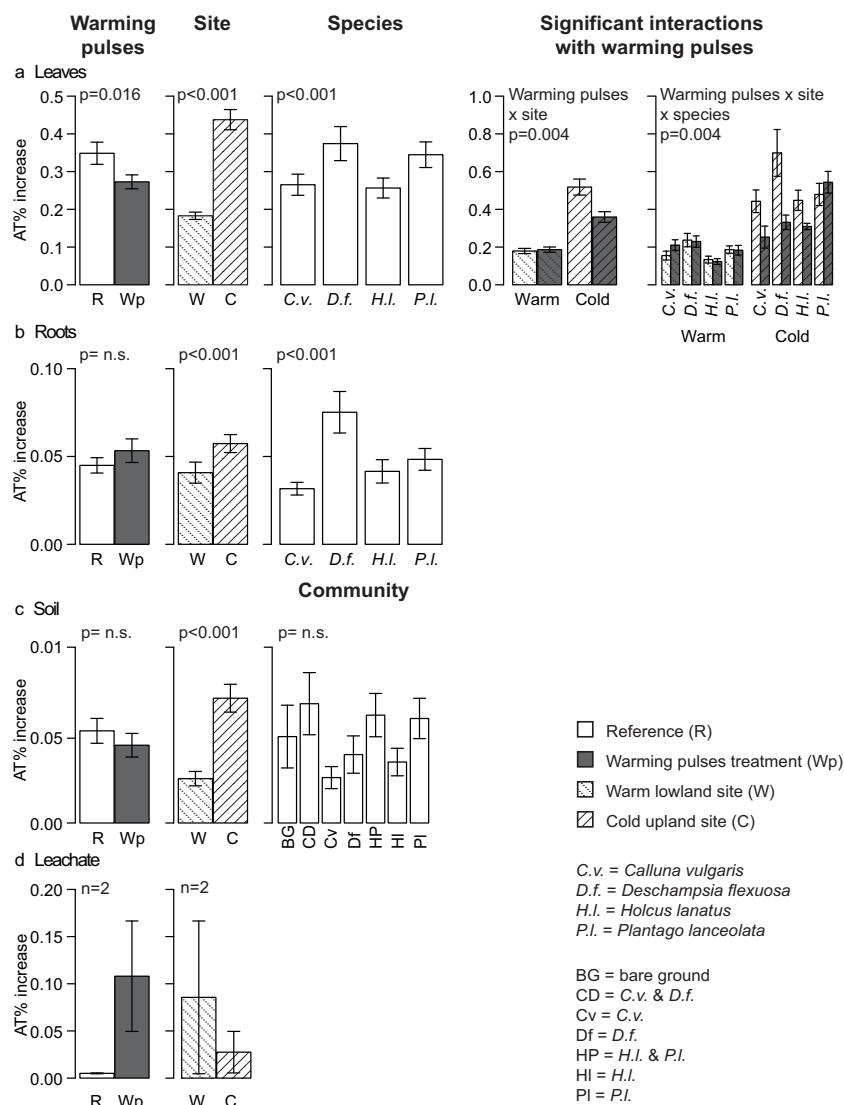 Warming pulses
Site
Species
Significant interactions
with warming pulses
a Leaves
p=0.016
p<0.001
p<0.001
Warming pulses
x site
p=0.004
Warming pulses x site
x species
p=0.004
AT% increase
0.5
0.4
0.3
0.2
0.1
0.0
R Wp
W C
C.v. D.f. H.l. P.l.
1.0
0.8
0.6
0.4
0.2
0.0
Warm Cold
C.v. D.f. H.l. P.l. C.v. D.f. H.l. P.l.
Warm Cold
b Roots
p= n.s.
p<0.001
p<0.001
AT% increase
0.10
0.05
0.00
R Wp
W C
C.v. D.f. H.l. P.l.
Community
c Soil
p= n.s.
p<0.001
p= n.s.
AT% increase
0.01
0.05
0.00
R Wp
W C
BG CD Cv Df HP Hl Pl
d Leachate
n=2
n=2
AT% increase
0.20
0.15
0.10
0.05
0.00
R Wp
W C
Reference (R)
Warming pulses treatment (Wp)
Warm lowland site (W)
Cold upland site (C)
C.v. = Calluna vulgaris
D.f. = Deschampsia flexuosa
H.l. = Holcus lanatus
P.l. = Plantago lanceolata
BG = bare ground
CD = C.v. & D.f.
Cv = C.v.
Df = D.f.
HP = H.l. & P.l.
Hl = H.l.
Pl = P.l.